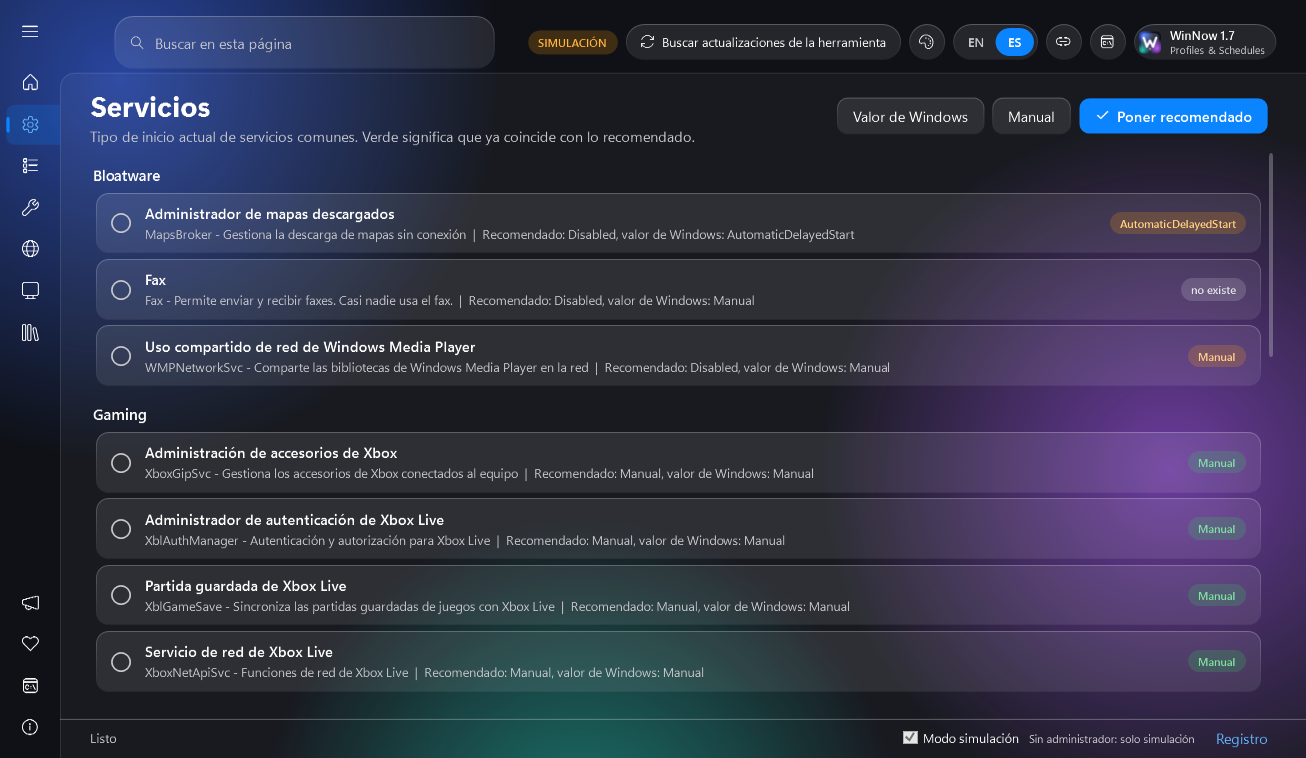 Buscar en esta página
SIMULACIÓN
Buscar actualizaciones de la herramienta
EN
ES
WinNow 1.7
Profiles & Schedules
Servicios
Tipo de inicio actual de servicios comunes. Verde significa que ya coincide con lo recomendado.
Valor de Windows
Manual
Poner recomendado
Bloatware
Administrador de mapas descargados
MapsBroker - Gestiona la descarga de mapas sin conexión | Recomendado: Disabled, valor de Windows: AutomaticDelayedStart
AutomaticDelayedStart
Fax
Fax - Permite enviar y recibir faxes. Casi nadie usa el fax. | Recomendado: Disabled, valor de Windows: Manual
no existe
Uso compartido de red de Windows Media Player
WMPNetworkSvc - Comparte las bibliotecas de Windows Media Player en la red | Recomendado: Disabled, valor de Windows: Manual
Manual
Gaming
Administración de accesorios de Xbox
XboxGipSvc - Gestiona los accesorios de Xbox conectados al equipo | Recomendado: Manual, valor de Windows: Manual
Manual
Administrador de autenticación de Xbox Live
XblAuthManager - Autenticación y autorización para Xbox Live | Recomendado: Manual, valor de Windows: Manual
Manual
Partida guardada de Xbox Live
XblGameSave - Sincroniza las partidas guardadas de juegos con Xbox Live | Recomendado: Manual, valor de Windows: Manual
Manual
Servicio de red de Xbox Live
XboxNetApiSvc - Funciones de red de Xbox Live | Recomendado: Manual, valor de Windows: Manual
Manual
Listo
Modo simulación
Sin administrador: solo simulación
Registro